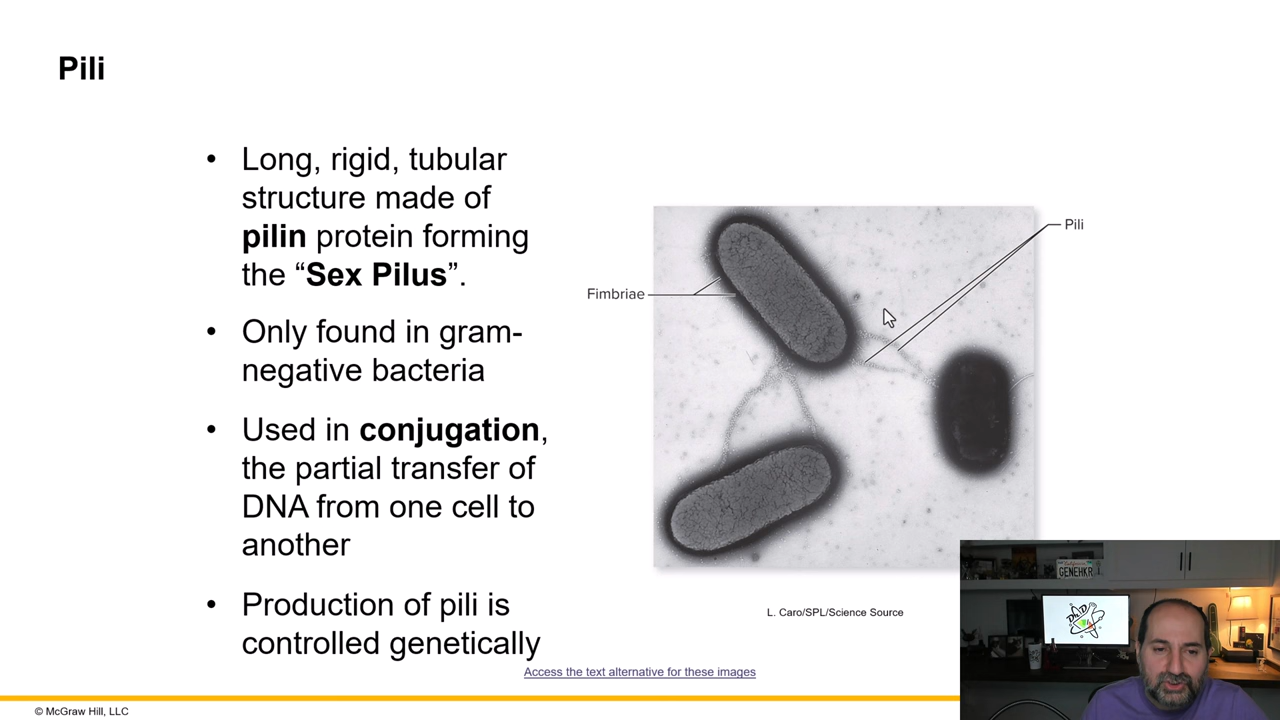 Pili
• Long, rigid, tubular
structure made of
pilin protein forming
the “Sex Pilus”.
• Only found in gram-
negative bacteria
• Used in conjugation,
the partial transfer of
DNA from one cell to
another
• Production of pili is
controlled genetically
Pili
Fimbriae
L. Caro/SPL/Science Source
Access the text alternative for these images
© McGraw Hill, LLC
GENEHKR